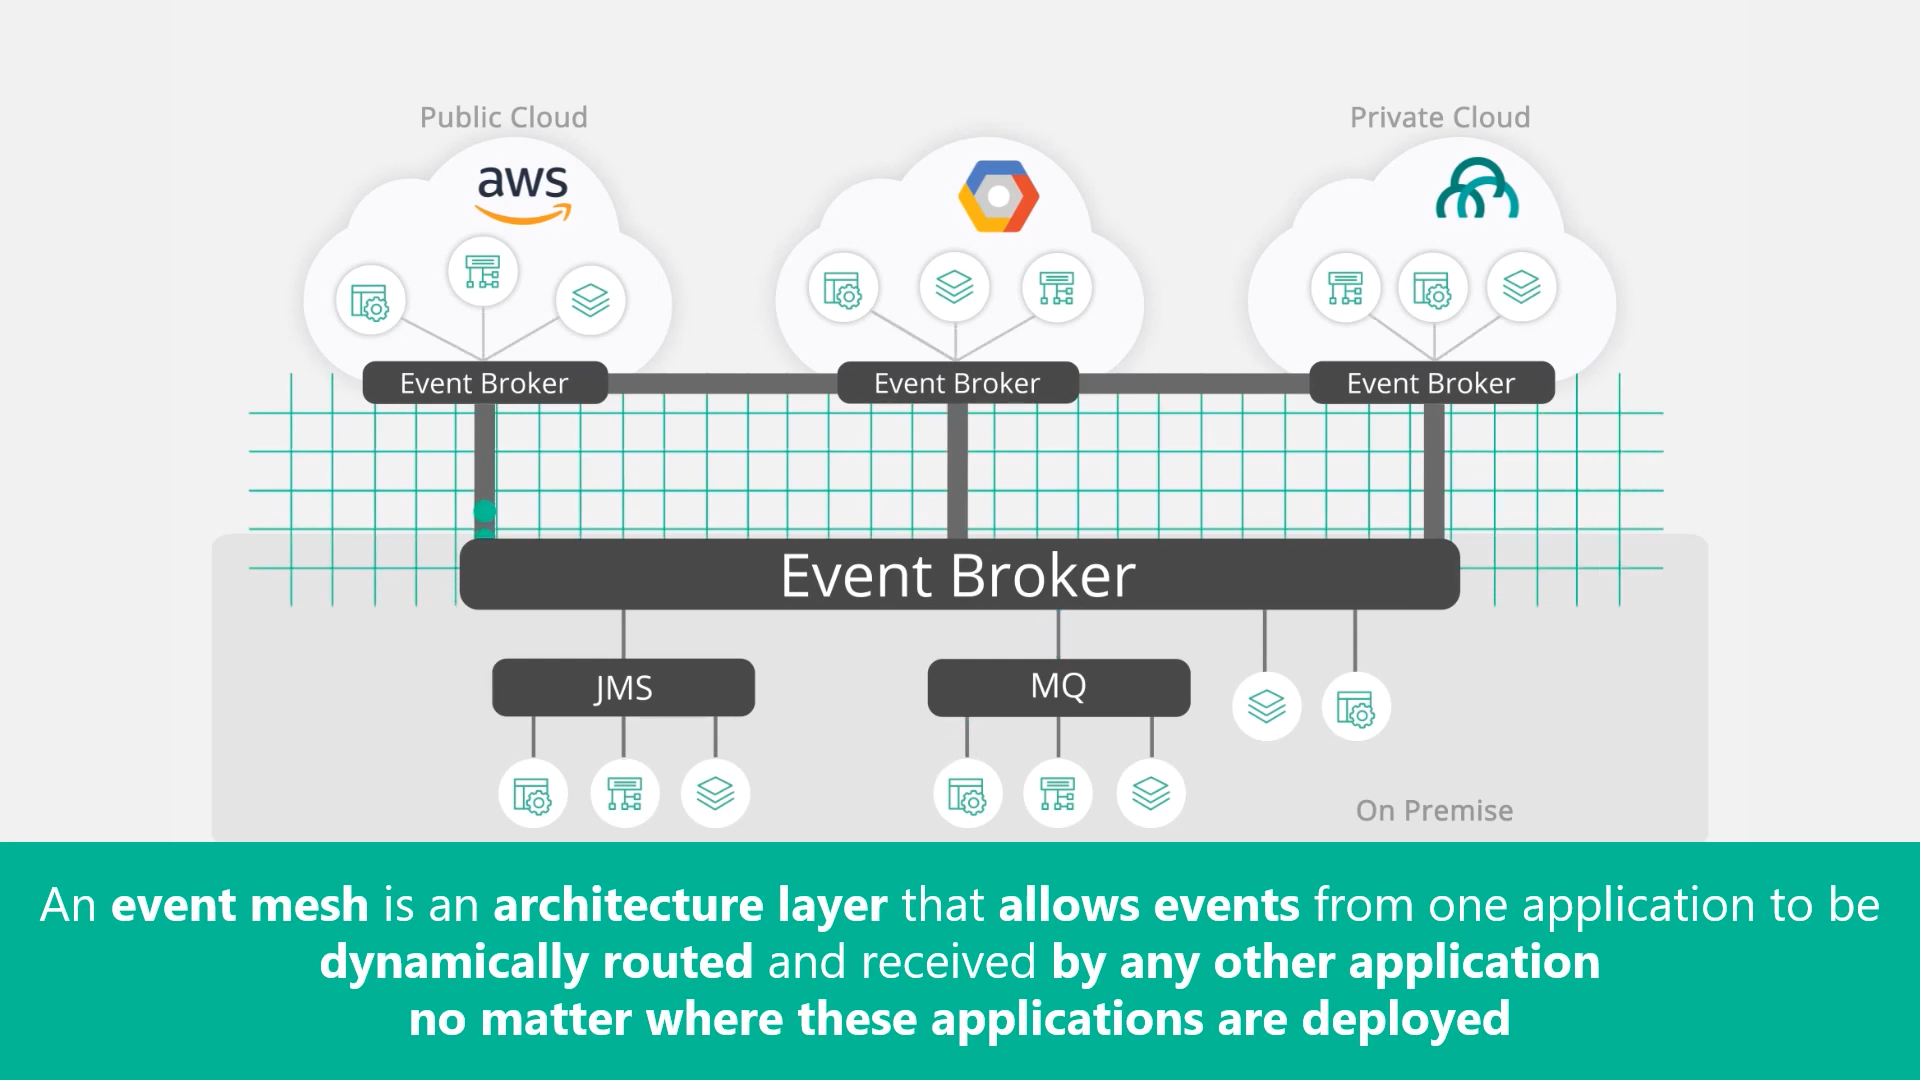 Public Cloud
Private Cloud
aws
Event Broker
Event Broker
Event Broker
Event Broker
JMS
MQ
On Premise
An event mesh is an architecture layer that allows events from one application to be
dynamically routed and received by any other application
no matter where these applications are deployed